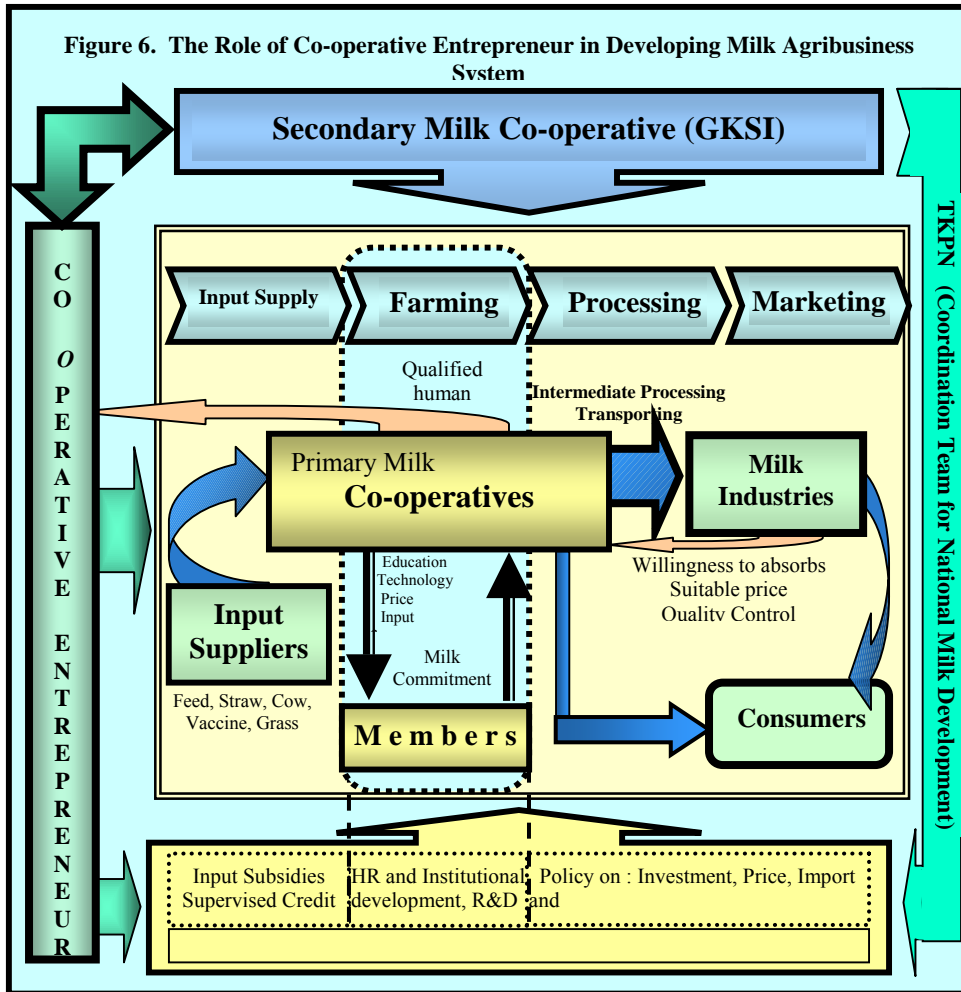 Figure 6. The Role of Co-operative Entrepreneur in Developing Milk Agribusiness
System
Secondary Milk Co-operative (GKSI)
TKPN (Coordination Team for National Milk Development)
CO OPERATIVE ENTREPRENEUR
Input Supply
Farming
Processing
Marketing
Qualified
human
Intermediate Processing
Transporting
Primary Milk
Co-operatives
Milk
Industries
Education
Technology
Price
Input
Willingness to absorbs
Suitable price
Quality Control
Input
Suppliers
Milk
Commitment
Feed, Straw, Cow,
Vaccine, Grass
Members
Consumers
Input Subsidies
Supervised Credit
HR and Institutional
development, R&D
Policy on : Investment, Price, Import
and